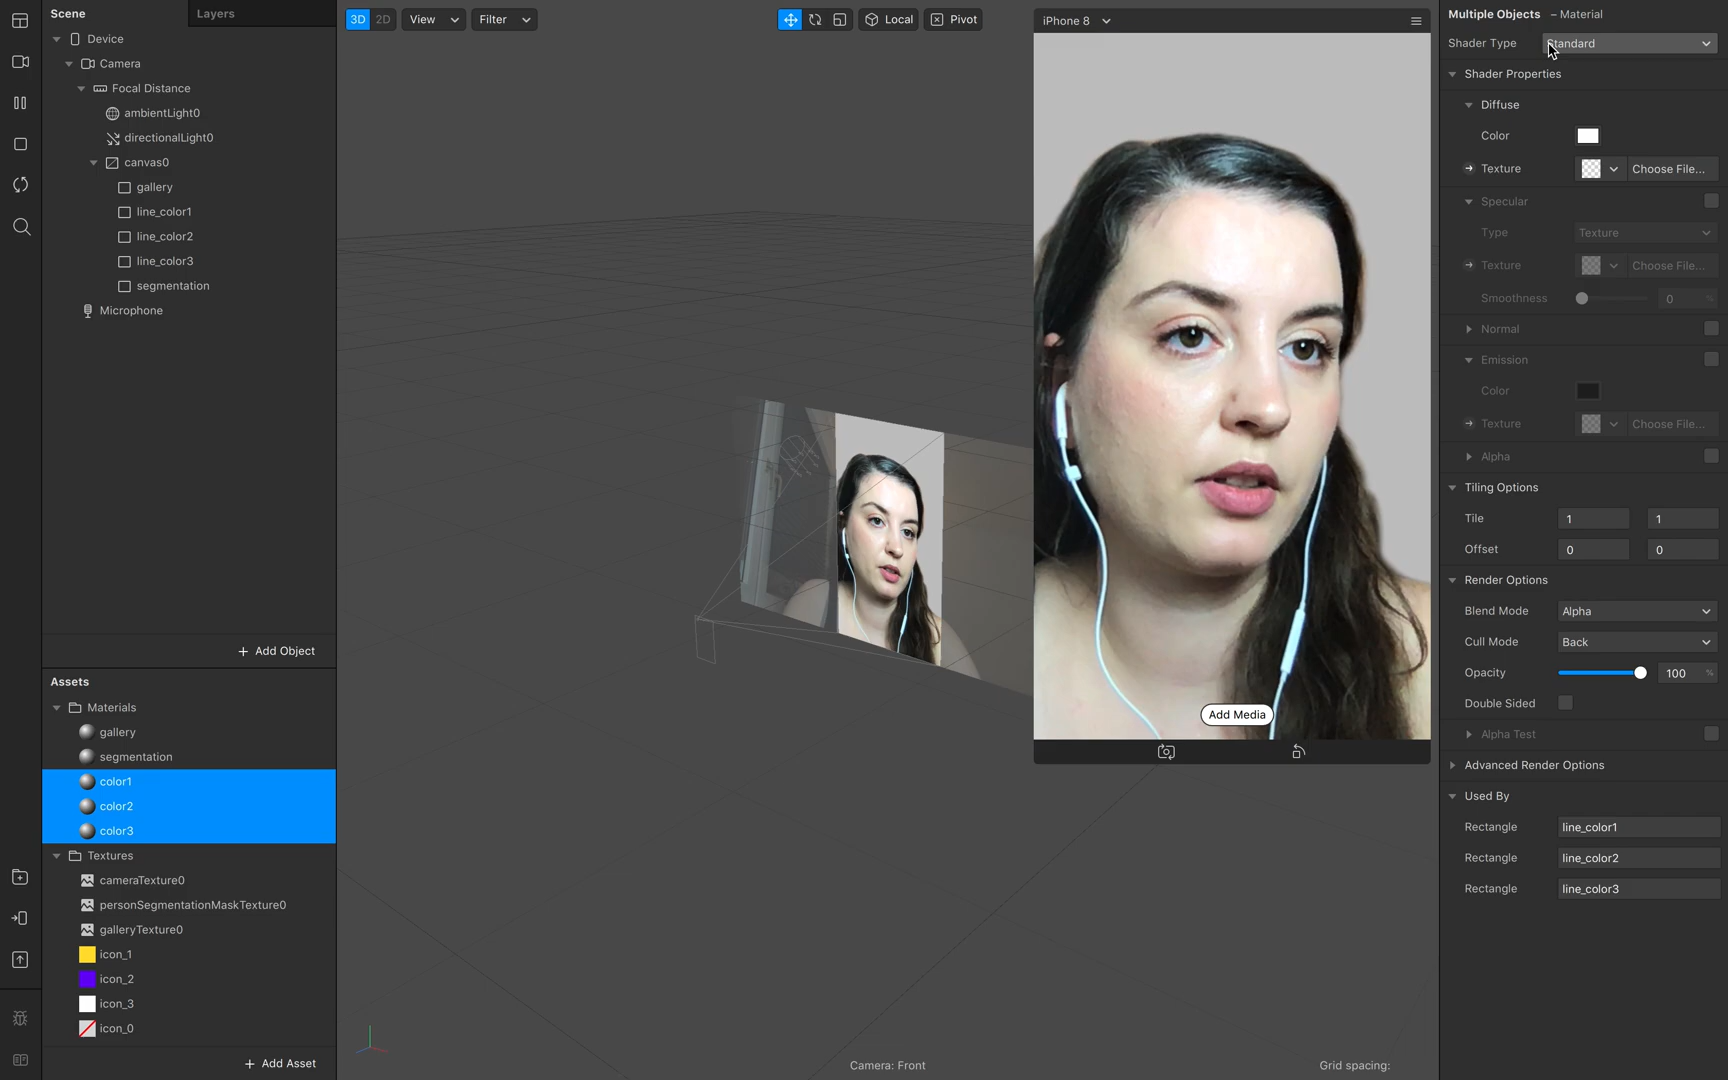 Scene
Layers
Device
Camera
Focal Distance
ambientLight0
directionalLight0
canvas0
gallery
line_color1
line_color2
line_color3
segmentation
Microphone
+ Add Object
Assets
Materials
gallery
segmentation
color1
color2
color3
Textures
cameraTexture0
personSegmentationMaskTexture0
galleryTexture0
icon_1
icon_2
icon_3
icon_0
+ Add Asset
3D 2D View Filter
Local Pivot
iPhone 8
Add Media
Camera: Front
Grid spacing:
Multiple Objects – Material
Shader Type Standard
Shader Properties
Diffuse
Color
Texture Choose File...
Specular
Type Texture
Texture Choose File...
Smoothness 0 %
Normal
Emission
Color
Texture Choose File...
Alpha
Tiling Options
Tile 1 1
Offset 0 0
Render Options
Blend Mode Alpha
Cull Mode Back
Opacity 100 %
Double Sided
Alpha Test
Advanced Render Options
Used By
Rectangle line_color1
Rectangle line_color2
Rectangle line_color3